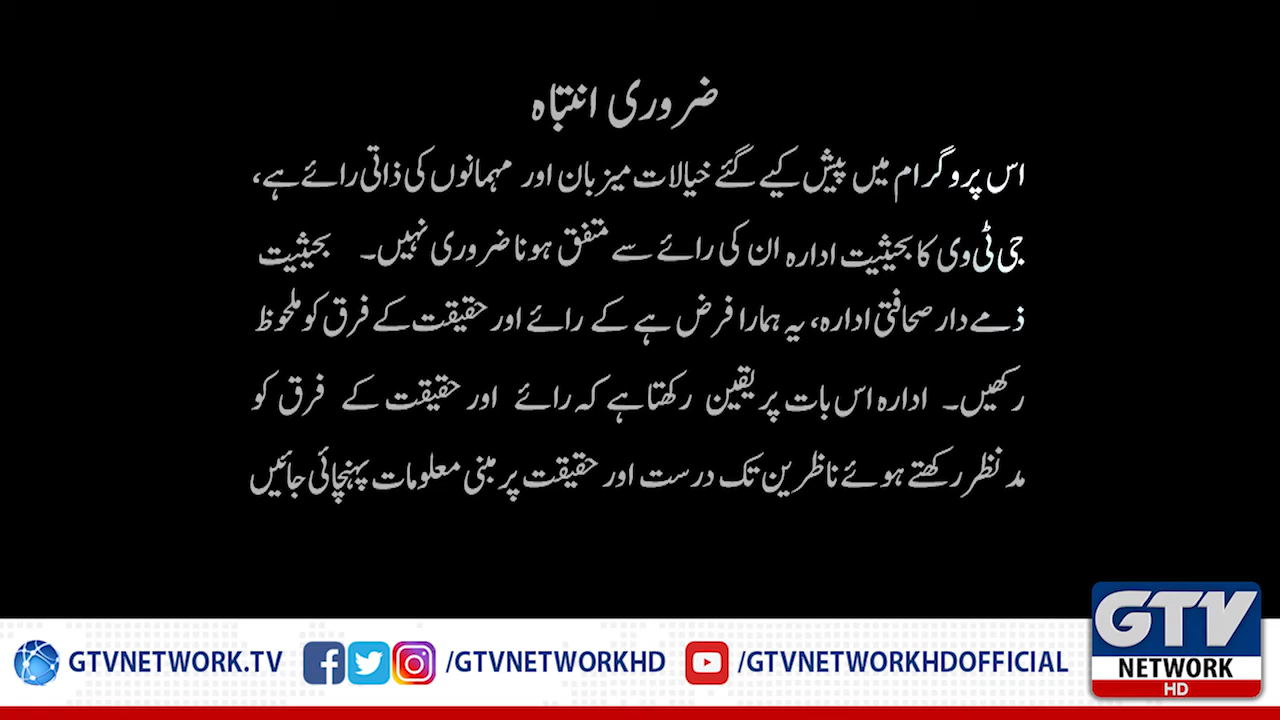 ضروری انتباہ
اس پروگرام میں پیش کیے گئے خیالات میزبان اور مہمانوں کی ذاتی رائے ہے،
جی ٹی وی کا بحیثیت ادارہ ان کی رائے سے متفق ہونا ضروری نہیں۔ بحیثیت
ذمے دار صحافتی ادارہ، یہ ہمارا فرض ہے کے رائے اور حقیقت کے فرق کو ملحوظ
رکھیں۔ ادارہ اس بات پر یقین رکھتا ہے کہ رائے اور حقیقت کے فرق کو
مد نظر رکھتے ہوئے ناظرین تک درست اور حقیقت پر مبنی معلومات پہنچائی جائیں
GTV
NETWORK
HD
GTVNETWORK.TV /GTVNETWORKHD /GTVNETWORKHDOFFICIAL